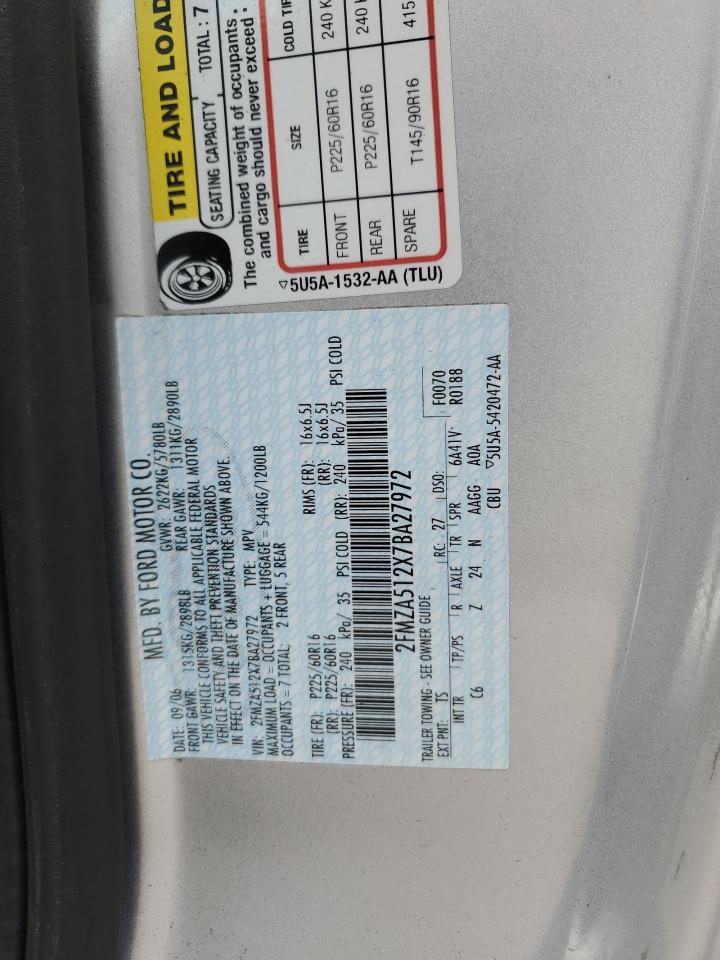 TIRE AND LOAD
SEATING CAPACITY TOTAL : 7
The combined weight of occupants
and cargo should never exceed :
TIRE SIZE COLD TIR
FRONT P225/60R16 240 K
REAR P225/60R16 240
SPARE T145/90R16 415
▽5U5A-1532-AA (TLU)
MFD. BY FORD MOTOR CO.
DATE: 09/06 GVWR: 2622KG/5780LB
FRONT GAWR: 1315KG/2898LB REAR GAWR: 1311KG/2890LB
THIS VEHICLE CONFORMS TO ALL APPLICABLE FEDERAL MOTOR
VEHICLE SAFETY AND THEFT PREVENTION STANDARDS
IN EFFECT ON THE DATE OF MANUFACTURE SHOWN ABOVE.
VIN: 2FMZA512X7BA27972 TYPE: MPV
MAXIMUM LOAD = OCCUPANTS + LUGGAGE = 544KG/1200LB
OCCUPANTS = 7 TOTAL; 2 FRONT, 5 REAR
TIRE (FR): P225/60R16 RIMS (FR): 16x6.5J
(RR): P225/60R16 (RR): 16x6.5J
PRESSURE (FR): 240 kPa/ 35 PSI COLD (RR): 240 kPa/ 35 PSI COLD
2FMZA512X7BA27972
TRAILER TOWING - SEE OWNER GUIDE
F0070
R0188
EXT PNT: TS RC: 27 DSO:
INT TR TP/PS R AXLE TR SPR 6A41V
C6 Z 24 N AAGG AOA
CBU ▽5U5A-5420472-AA